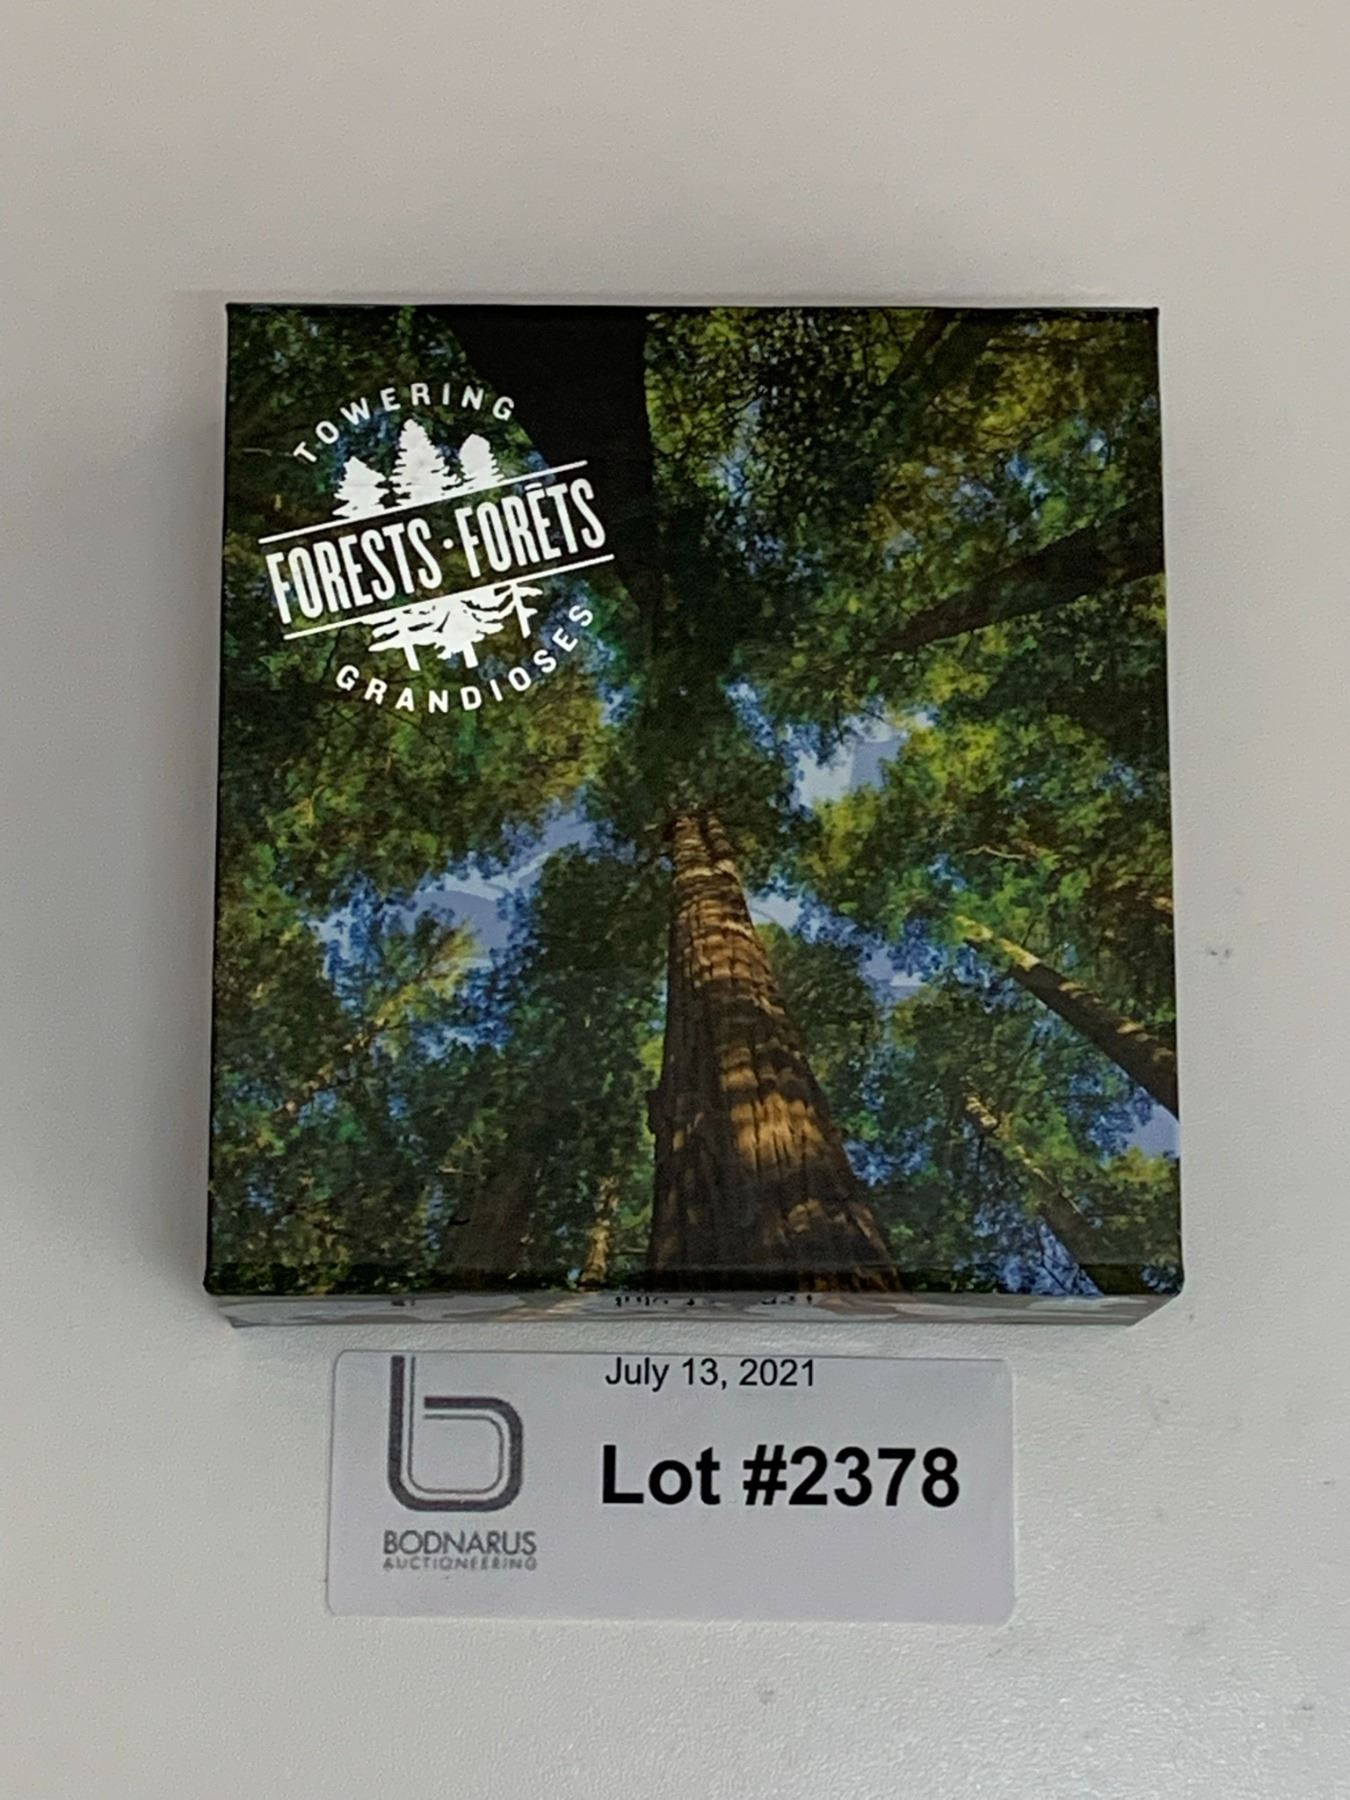 TOWERING
FORESTS·FORÊTS
GRANDIOSES
July 13, 2021
Lot #2378
BODNARUS
AUCTIONEERING